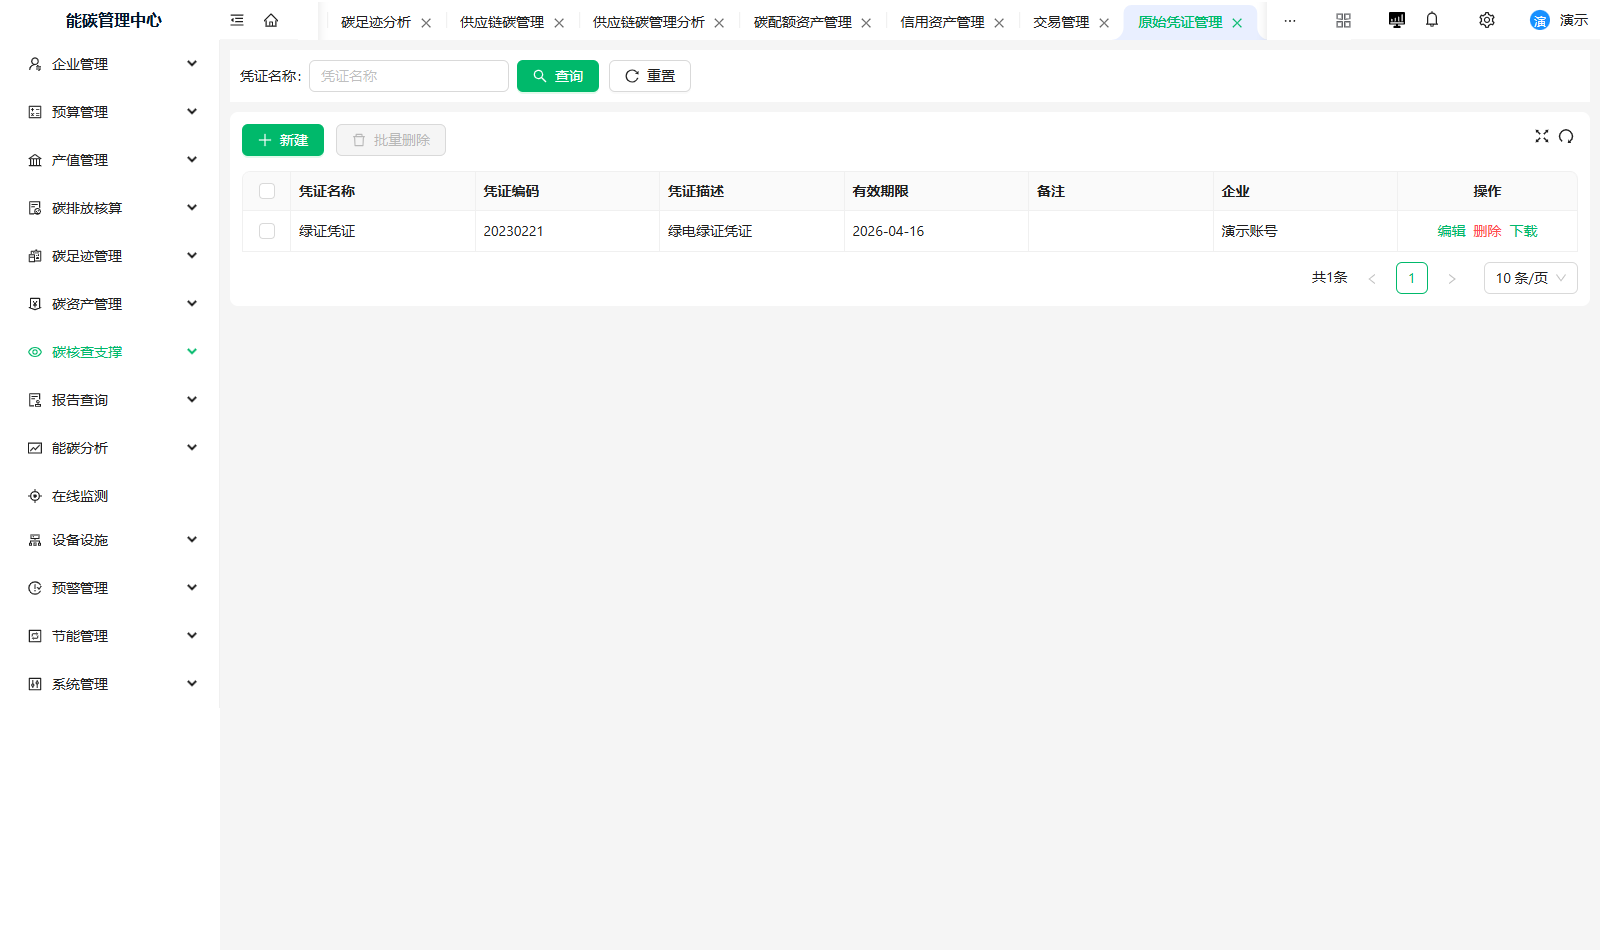 能碳管理中心
碳足迹分析 供应链碳管理 供应链碳管理分析 碳配额资产管理 信用资产管理 交易管理 原始凭证管理 ... 演 演示
企业管理
预算管理
产值管理
碳排放核算
碳足迹管理
碳资产管理
碳核查支撑
报告查询
能碳分析
在线监测
设备设施
预警管理
节能管理
系统管理
凭证名称: 凭证名称 查询 重置
新建 批量删除
凭证名称 凭证编码 凭证描述 有效期限 备注 企业 操作
绿证凭证 20230221 绿电绿证凭证 2026-04-16 演示账号 编辑 删除 下载
共1条 < 1 > 10 条/页